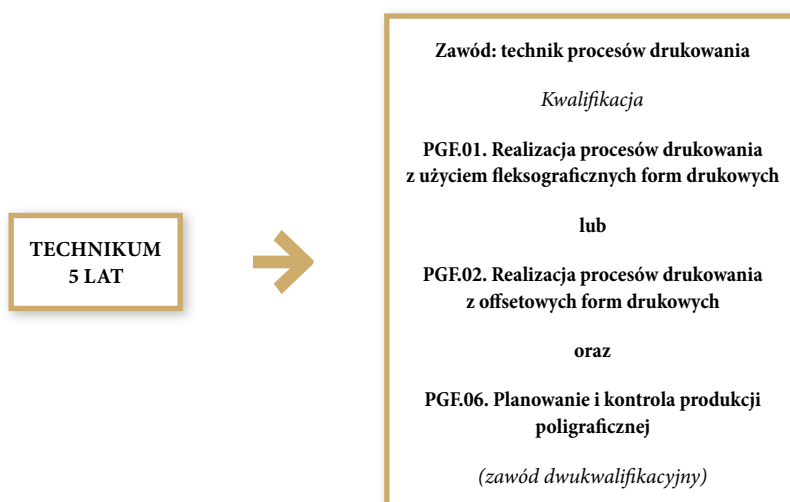 TECHNIKUM
5 LAT
Zawód: technik procesów drukowania
Kwalifikacja
PGF.01. Realizacja procesów drukowania
z użyciem fleksograficznych form drukowych
lub
PGF.02. Realizacja procesów drukowania
z offsetowych form drukowych
oraz
PGF.06. Planowanie i kontrola produkcji
poligraficznej
(zawód dwukwalifikacyjny)